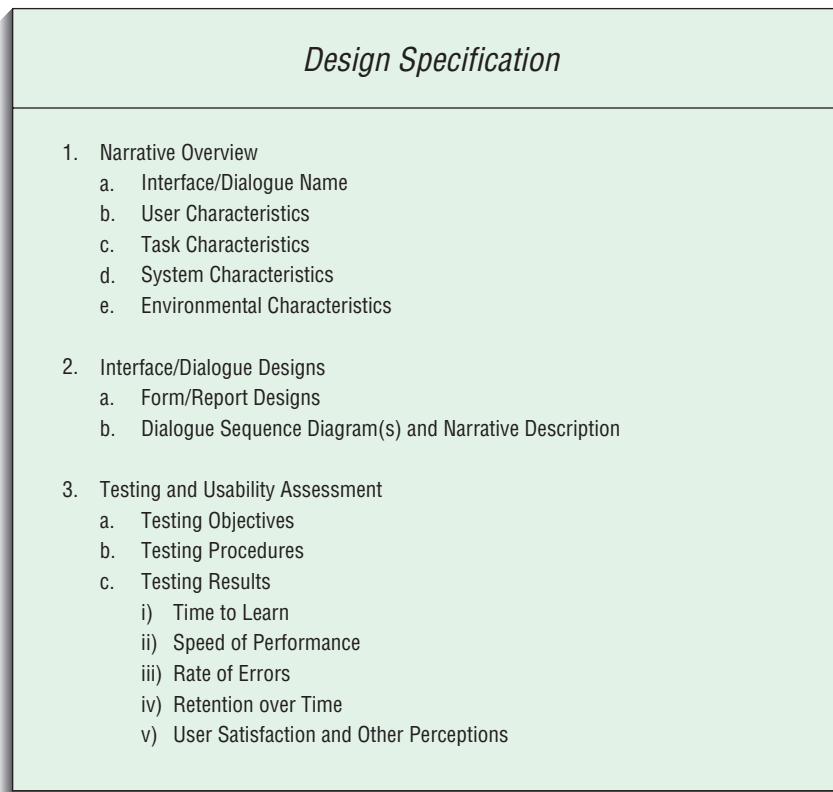 Design Specification
1. Narrative Overview
a. Interface/Dialogue Name
b. User Characteristics
c. Task Characteristics
d. System Characteristics
e. Environmental Characteristics
2. Interface/Dialogue Designs
a. Form/Report Designs
b. Dialogue Sequence Diagram(s) and Narrative Description
3. Testing and Usability Assessment
a. Testing Objectives
b. Testing Procedures
c. Testing Results
i) Time to Learn
ii) Speed of Performance
iii) Rate of Errors
iv) Retention over Time
v) User Satisfaction and Other Perceptions